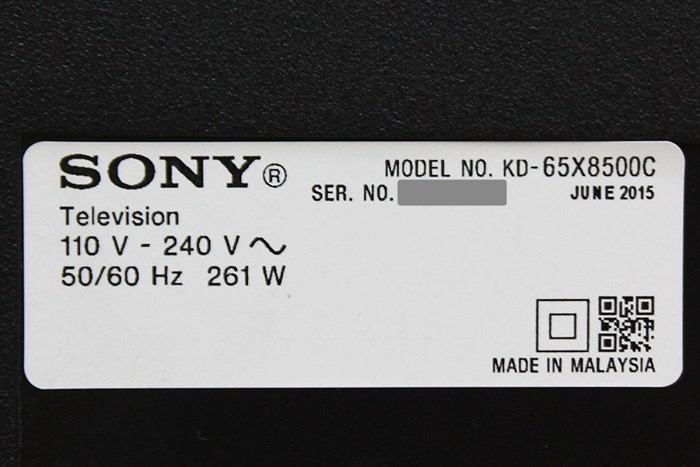 SONY®
MODEL NO. KD-65X8500C
SER. NO.
JUNE 2015
Television
110 V - 240 V ～
50/60 Hz 261 W
MADE IN MALAYSIA